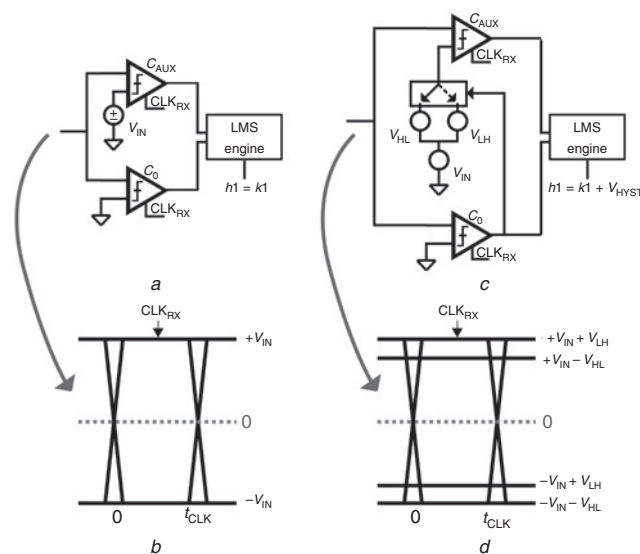 C_AUX
CLK_RX
±
V_IN
LMS
engine
h1 = k1
C_0
CLK_RX
a
C_AUX
CLK_RX
V_HL
V_LH
V_IN
LMS
engine
h1 = k1 + V_HYST
C_0
CLK_RX
c
CLK_RX
+V_IN
0
−V_IN
0
t_CLK
b
CLK_RX
+V_IN + V_LH
+V_IN − V_HL
0
−V_IN + V_LH
−V_IN − V_HL
0
t_CLK
d